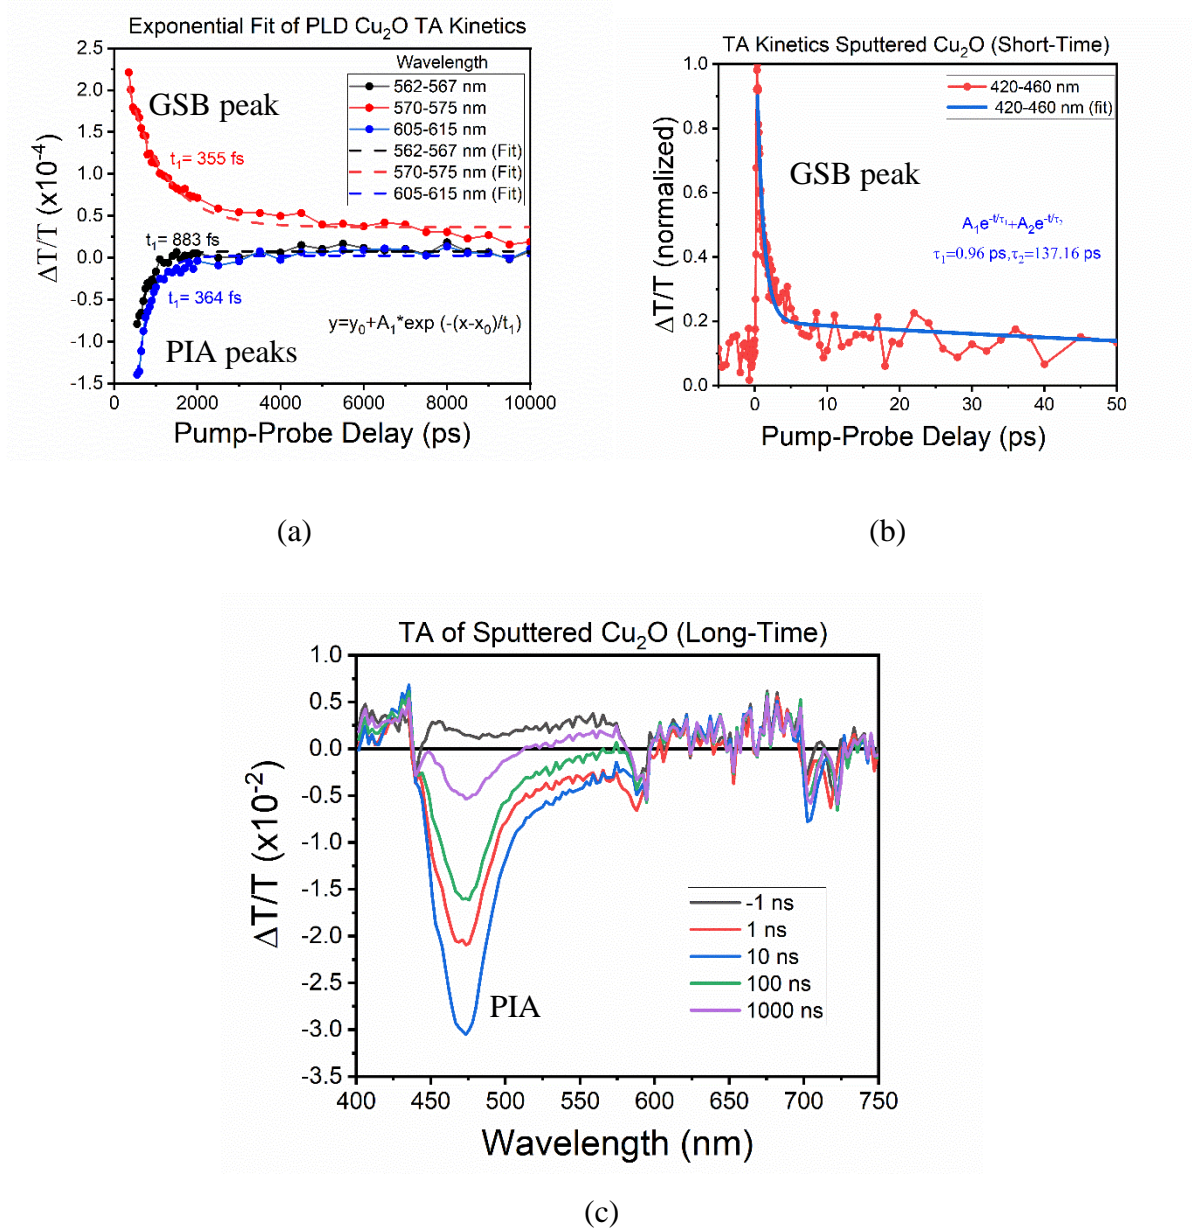 Exponential Fit of PLD Cu₂O TA Kinetics
2.5
2.0
1.5
1.0
0.5
0.0
-0.5
-1.0
-1.5
ΔT/T (x10⁻⁴)
GSB peak
Wavelength
562-567 nm
570-575 nm
605-615 nm
562-567 nm (Fit)
570-575 nm (Fit)
605-615 nm (Fit)
t₁= 355 fs
t₁= 883 fs
t₁= 364 fs
y=y₀+A₁*exp (-(x-x₀)/t₁)
PIA peaks
0 2000 4000 6000 8000 10000
Pump-Probe Delay (ps)
(a)
TA Kinetics Sputtered Cu₂O (Short-Time)
1.0
0.8
0.6
0.4
0.2
0.0
ΔT/T (normalized)
420-460 nm
420-460 nm (fit)
GSB peak
A₁e^-t/τ₁+A₂e^-t/τ₂
τ₁=0.96 ps,τ₂=137.16 ps
0 10 20 30 40 50
Pump-Probe Delay (ps)
(b)
TA of Sputtered Cu₂O (Long-Time)
1.0
0.5
0.0
-0.5
-1.0
-1.5
-2.0
-2.5
-3.0
-3.5
ΔT/T (x10⁻²)
-1 ns
1 ns
10 ns
100 ns
1000 ns
PIA
400 450 500 550 600 650 700 750
Wavelength (nm)
(c)